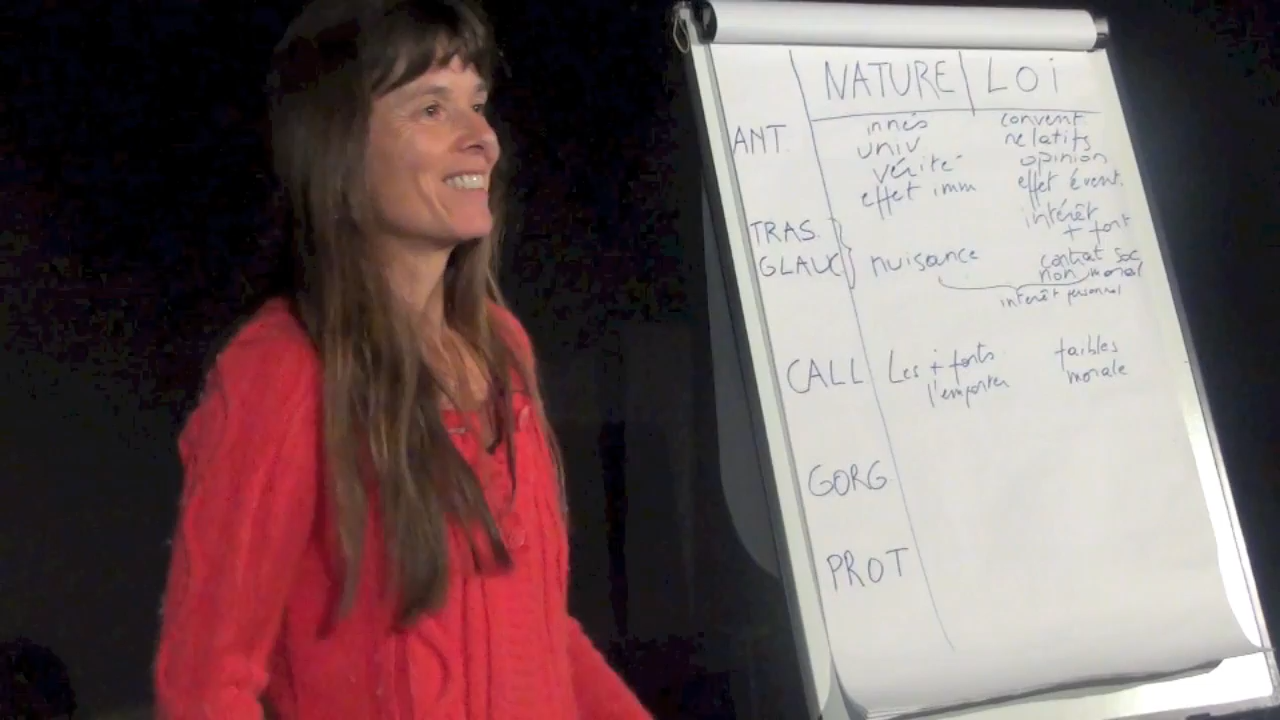 NATURE LOI
ANT. innés convent
univ relatifs
vérité opinion
effet imm effet évent.
intérêt
TRAS. + fort
GLAUC nuisance contrat soc
non moral
intérêt personnel
CALL Les + forts faibles
l'emporter morale
GORG
PROT